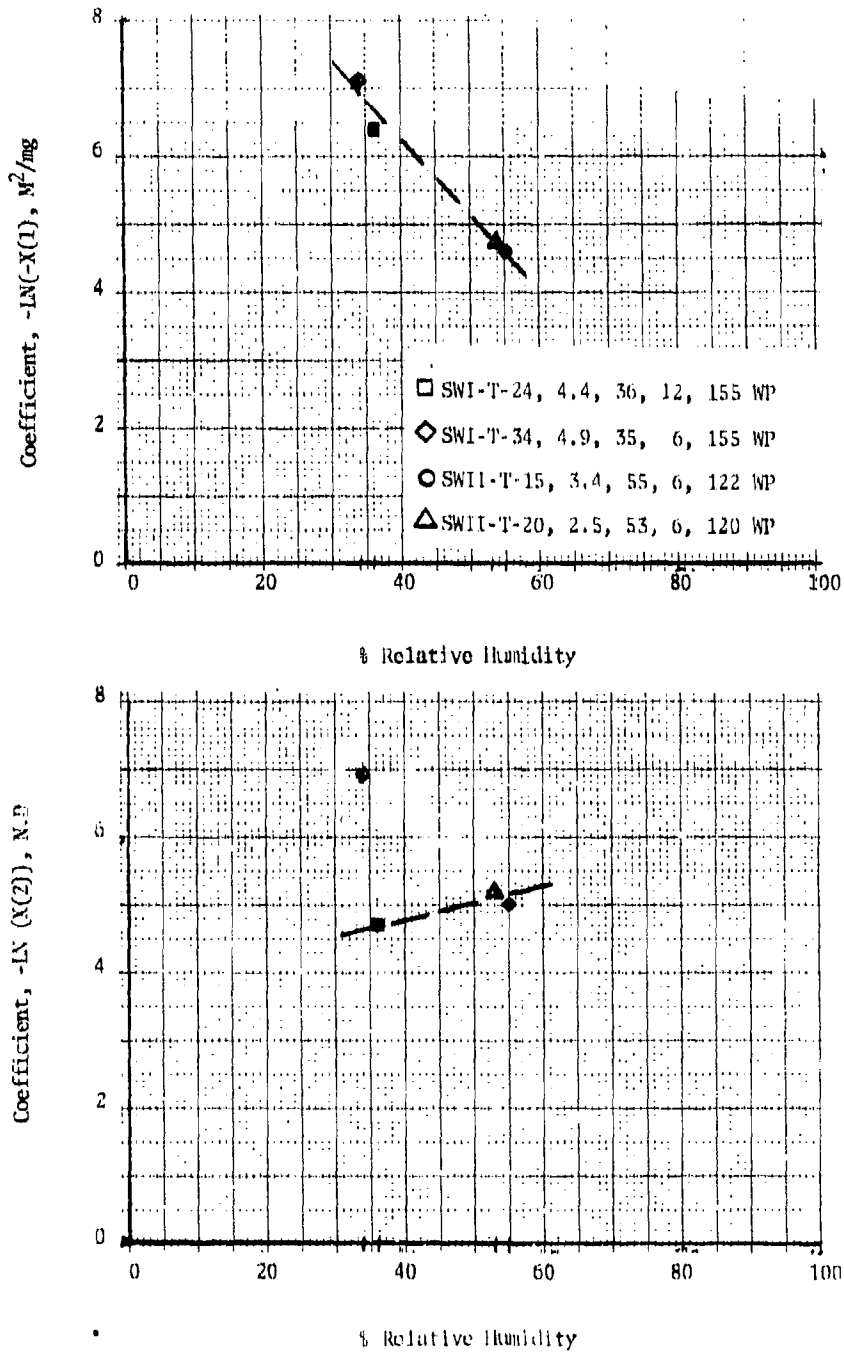 8
6
4
2
0
Coefficient, -LN(-X(1), M²/mg
□ SWI-T-24, 4.4, 36, 12, 155 WP
◇ SWI-T-34, 4.9, 35, 6, 155 WP
○ SWII-T-15, 3.4, 55, 6, 122 WP
△ SWII-T-20, 2.5, 53, 6, 120 WP
0 20 40 60 80 100
% Relative Humidity
8
6
4
2
0
Coefficient, -LN (X(2)), N.D
0 20 40 60 80 100
% Relative Humidity